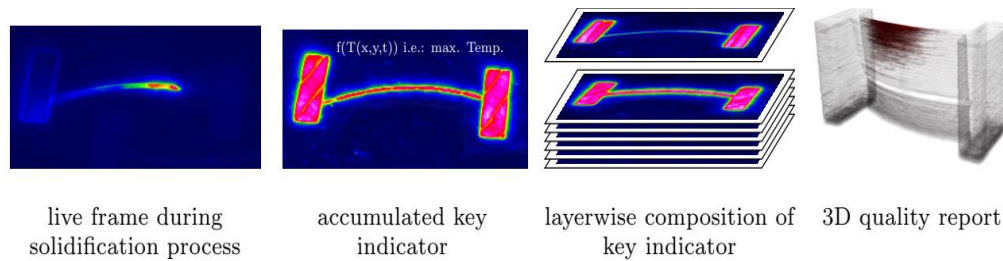 f(T(x,y,t)) i.e.: max. Temp.
live frame during
solidification process
accumulated key
indicator
layerwise composition of
key indicator
3D quality report